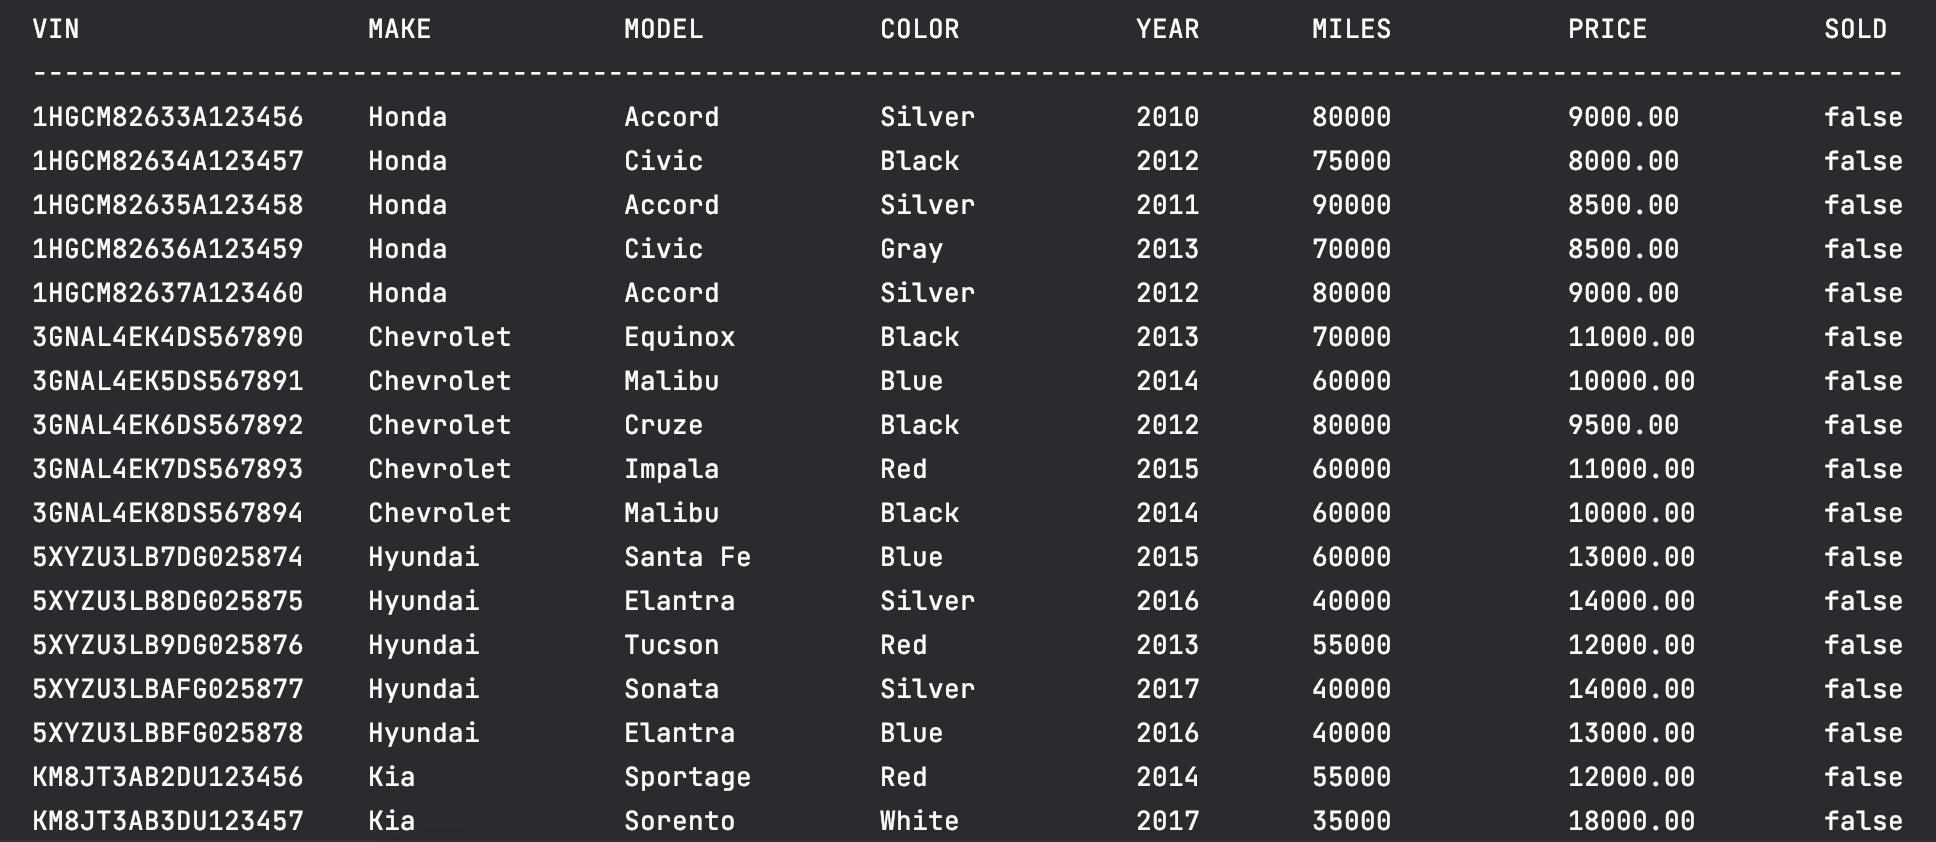 VIN MAKE MODEL COLOR YEAR MILES PRICE SOLD
---------------------------------------------------------------------------------------------------------------------
1HGCM82633A123456 Honda Accord Silver 2010 80000 9000.00 false
1HGCM82634A123457 Honda Civic Black 2012 75000 8000.00 false
1HGCM82635A123458 Honda Accord Silver 2011 90000 8500.00 false
1HGCM82636A123459 Honda Civic Gray 2013 70000 8500.00 false
1HGCM82637A123460 Honda Accord Silver 2012 80000 9000.00 false
3GNAL4EK4DS567890 Chevrolet Equinox Black 2013 70000 11000.00 false
3GNAL4EK5DS567891 Chevrolet Malibu Blue 2014 60000 10000.00 false
3GNAL4EK6DS567892 Chevrolet Cruze Black 2012 80000 9500.00 false
3GNAL4EK7DS567893 Chevrolet Impala Red 2015 60000 11000.00 false
3GNAL4EK8DS567894 Chevrolet Malibu Black 2014 60000 10000.00 false
5XYZU3LB7DG025874 Hyundai Santa Fe Blue 2015 60000 13000.00 false
5XYZU3LB8DG025875 Hyundai Elantra Silver 2016 40000 14000.00 false
5XYZU3LB9DG025876 Hyundai Tucson Red 2013 55000 12000.00 false
5XYZU3LBAFG025877 Hyundai Sonata Silver 2017 40000 14000.00 false
5XYZU3LBBFG025878 Hyundai Elantra Blue 2016 40000 13000.00 false
KM8JT3AB2DU123456 Kia Sportage Red 2014 55000 12000.00 false
KM8JT3AB3DU123457 Kia Sorento White 2017 35000 18000.00 false